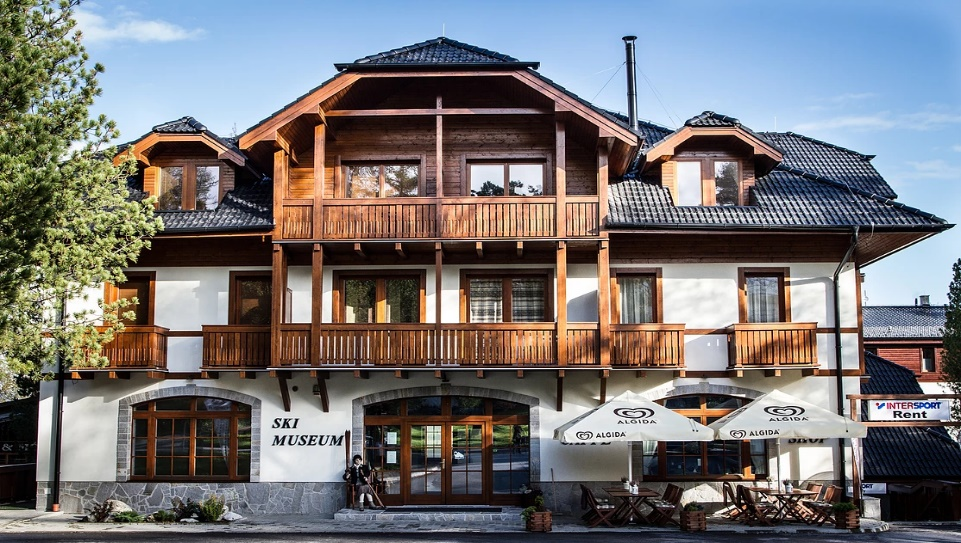 SKI
MUSEUM
ALGIDA
ALGIDA
ALGIDA
ALGIDA
INTERSPORT
Rent